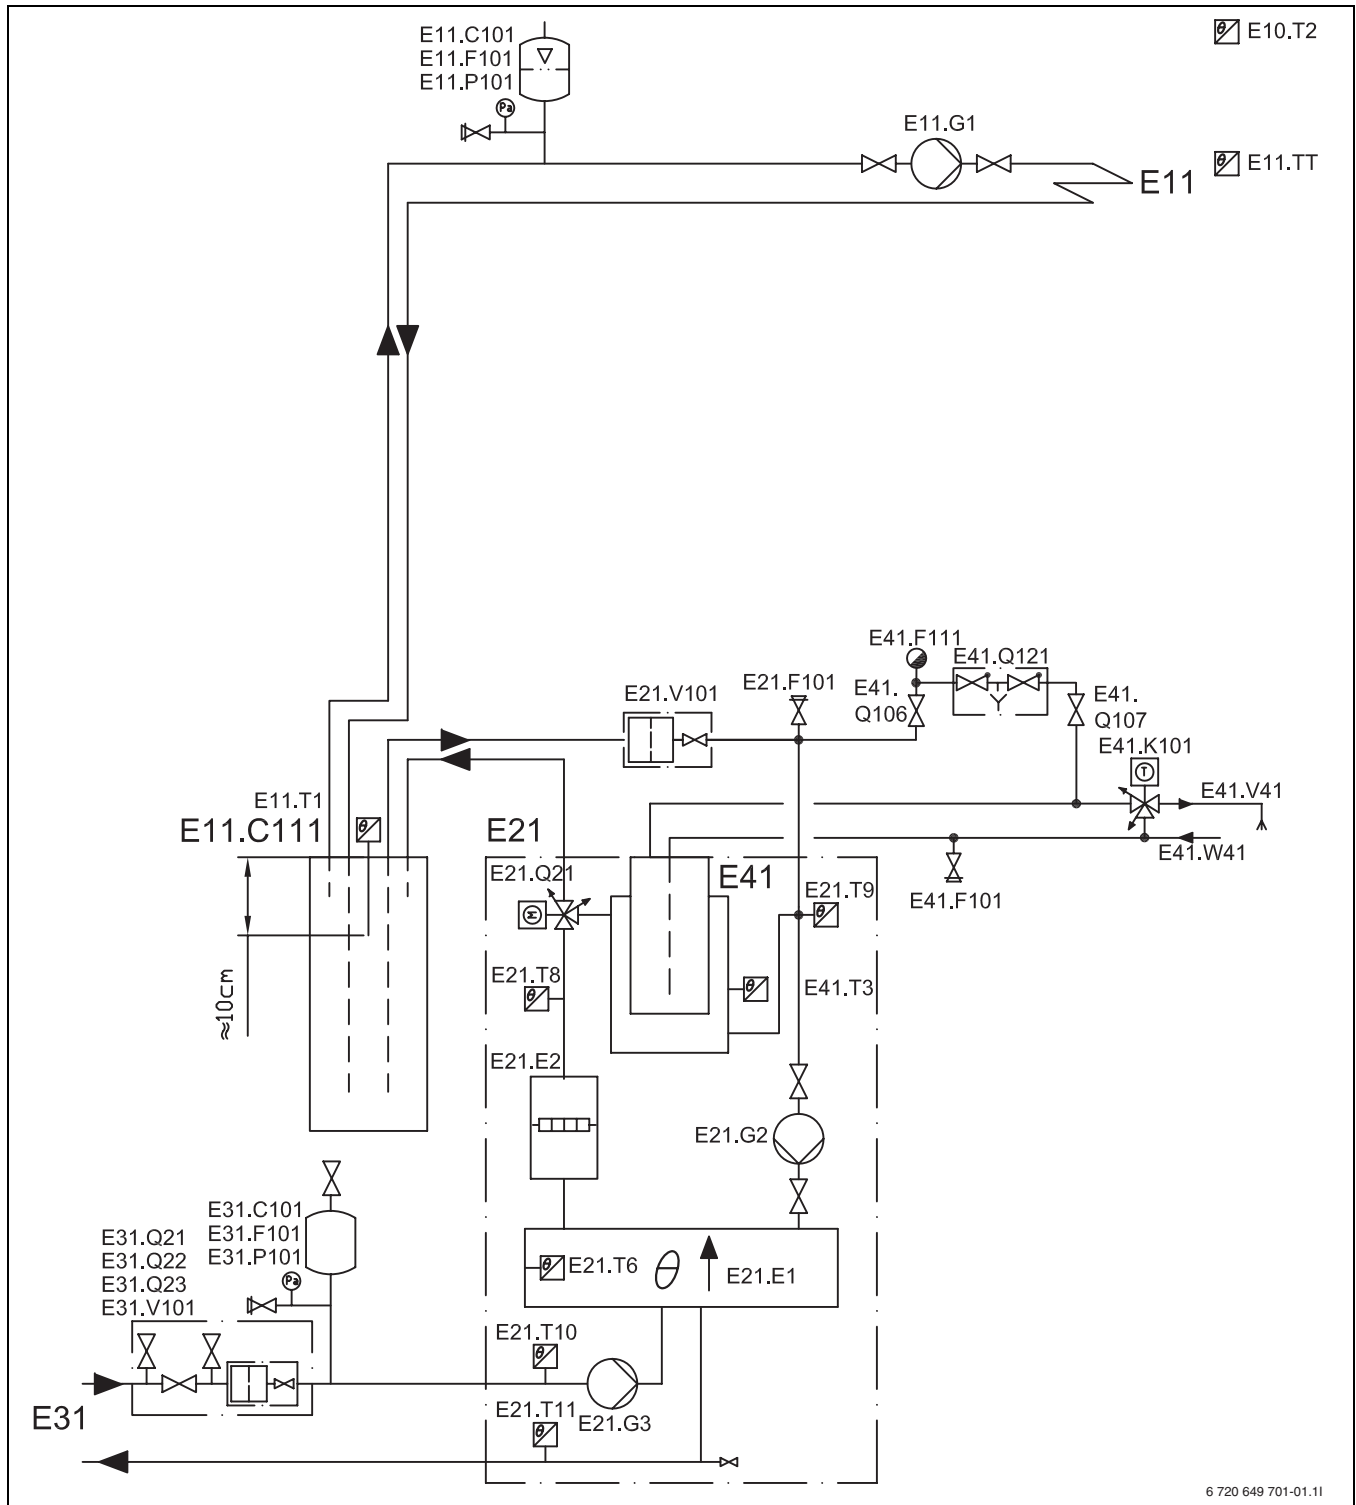 E11.C101
E11.F101
E11.P101
Pa
E11.G1
θ E10.T2
θ E11.TT
E11
E41.F111
E41.Q121
E21.V101
E21.F101
E41.
Q106
E41.
Q107
E41.K101
T
E41.V41
E41.W41
E41.F101
E11.T1
E11.C111
θ
≈10cm
E21
E21.Q21
M
E41
E21.T9
θ
E21.T8
θ
θ
E41.T3
E21.E2
E21.G2
E31.C101
E31.F101
E31.P101
Pa
E31.Q21
E31.Q22
E31.Q23
E31.V101
θ E21.T6
E21.E1
E21.T10
θ
E21.G3
E31
E21.T11
θ
6 720 649 701-01.1I